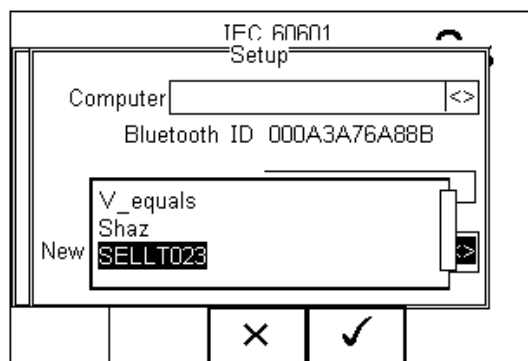 IEC 60601
Setup
Computer <>
Bluetooth ID 000A3A76A88B
V_equals
Shaz
New SELLT023 <>